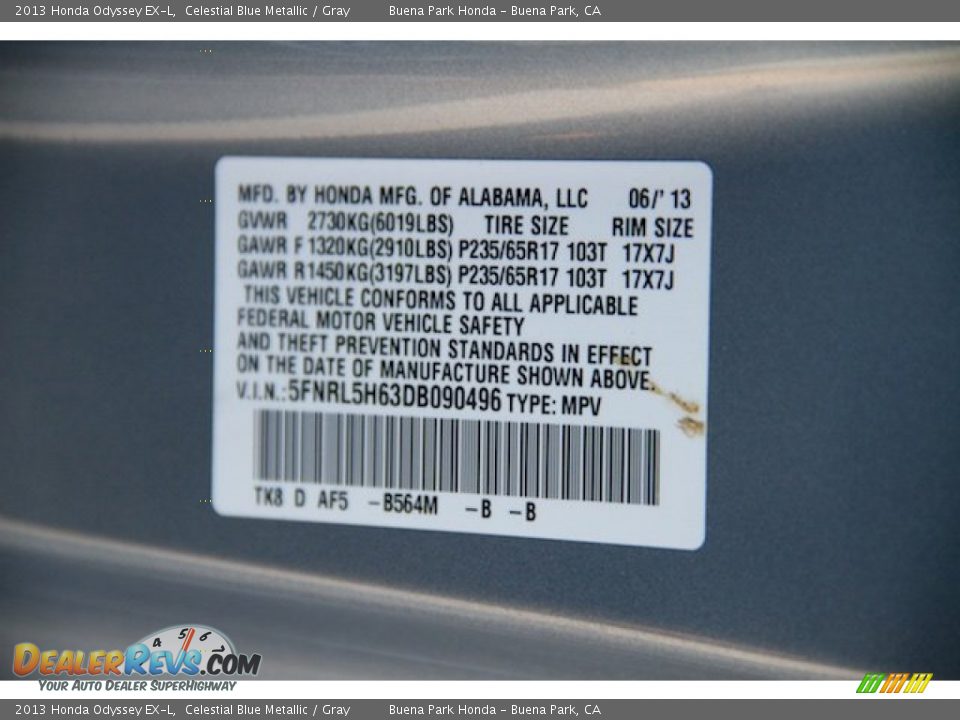 2013 Honda Odyssey EX-L, Celestial Blue Metallic / Gray Buena Park Honda - Buena Park, CA
MFD. BY HONDA MFG. OF ALABAMA, LLC 06/' 13
GVWR 2730KG(6019LBS) TIRE SIZE RIM SIZE
GAWR F 1320KG(2910LBS) P235/65R17 103T 17X7J
GAWR R1450KG(3197LBS) P235/65R17 103T 17X7J
THIS VEHICLE CONFORMS TO ALL APPLICABLE
FEDERAL MOTOR VEHICLE SAFETY
AND THEFT PREVENTION STANDARDS IN EFFECT
ON THE DATE OF MANUFACTURE SHOWN ABOVE.
V.I.N.:5FNRL5H63DB090496 TYPE: MPV
TK8 D AF5 -B564M -B -B
4 5 6
DEALERREVS.COM
YOUR AUTO DEALER SUPERHIGHWAY
2013 Honda Odyssey EX-L, Celestial Blue Metallic / Gray Buena Park Honda - Buena Park, CA